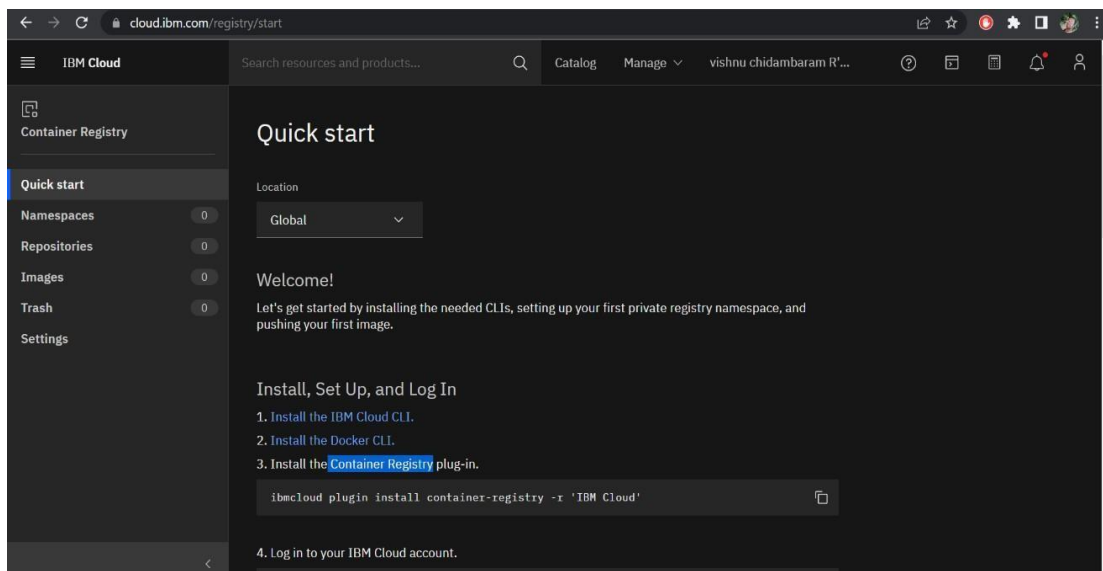 cloud.ibm.com/registry/start
IBM Cloud
Search resources and products...
Catalog
Manage
vishnu chidambaram R'...
Container Registry
Quick start
Namespaces 0
Repositories 0
Images 0
Trash 0
Settings
Quick start
Location
Global
Welcome!
Let's get started by installing the needed CLIs, setting up your first private registry namespace, and
pushing your first image.
Install, Set Up, and Log In
1. Install the IBM Cloud CLI.
2. Install the Docker CLI.
3. Install the Container Registry plug-in.
ibmcloud plugin install container-registry -r 'IBM Cloud'
4. Log in to your IBM Cloud account.